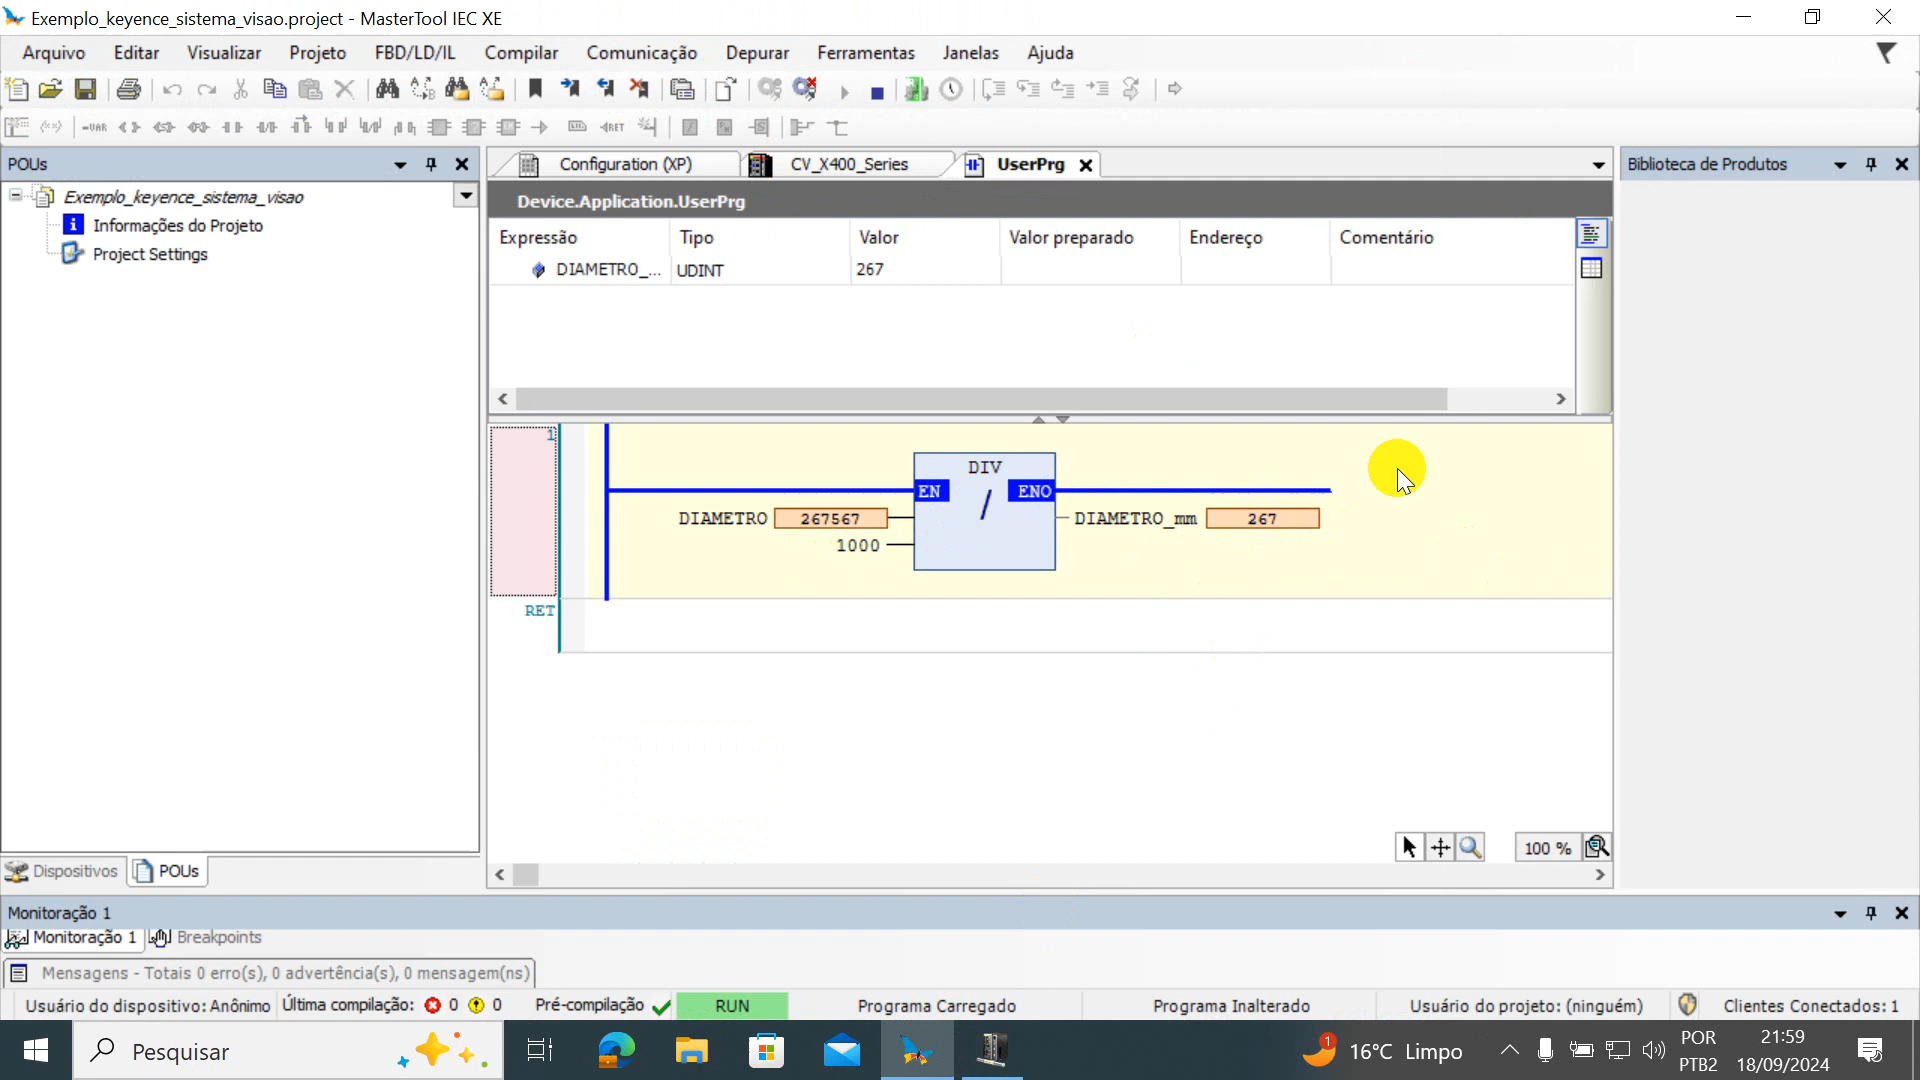 Exemplo_keyence_sistema_visao.project - MasterTool IEC XE
Arquivo Editar Visualizar Projeto FBD/LD/IL Compilar Comunicação Depurar Ferramentas Janelas Ajuda
POUs
Exemplo_keyence_sistema_visao
Informações do Projeto
Project Settings
Dispositivos POUs
Configuration (XP) CV_X400_Series UserPrg
Device.Application.UserPrg
Expressão Tipo Valor Valor preparado Endereço Comentário
DIAMETRO_... UDINT 267
1
DIV
EN / ENO
DIAMETRO 267567 DIAMETRO_mm 267
1000
RET
100 %
Biblioteca de Produtos
Monitoração 1
Monitoração 1 Breakpoints
Mensagens - Totais 0 erro(s), 0 advertência(s), 0 mensagem(ns)
Usuário do dispositivo: Anônimo Última compilação: 0 0 Pré-compilação RUN Programa Carregado Programa Inalterado Usuário do projeto: (ninguém) Clientes Conectados: 1
Pesquisar
1 16°C Limpo
POR
PTB2
21:59
18/09/2024